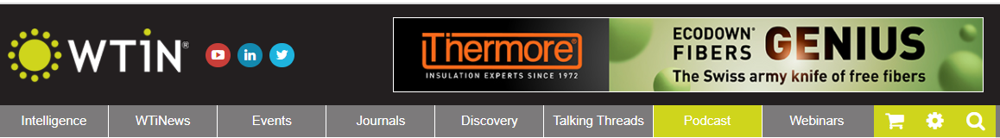 WTiN®
Thermore®
INSULATION EXPERTS SINCE 1972
ECODOWN® GENIUS
FIBERS
The Swiss army knife of free fibers
Intelligence WTiNews Events Journals Discovery Talking Threads Podcast Webinars